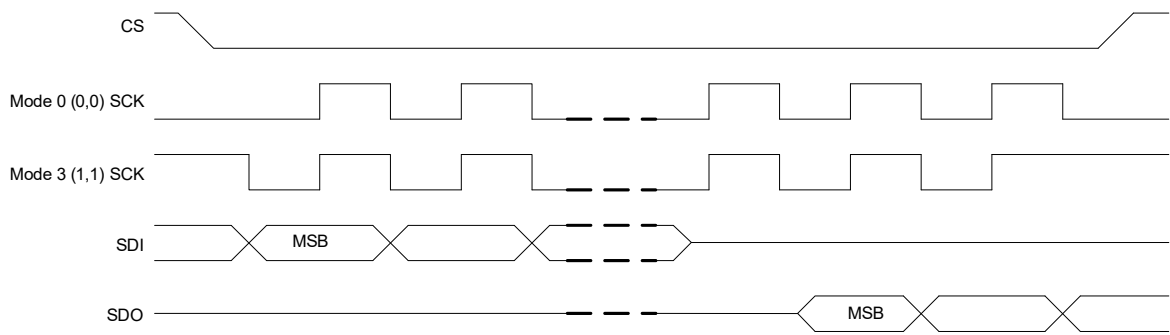 CS
Mode 0 (0,0) SCK
Mode 3 (1,1) SCK
SDI MSB
SDO MSB